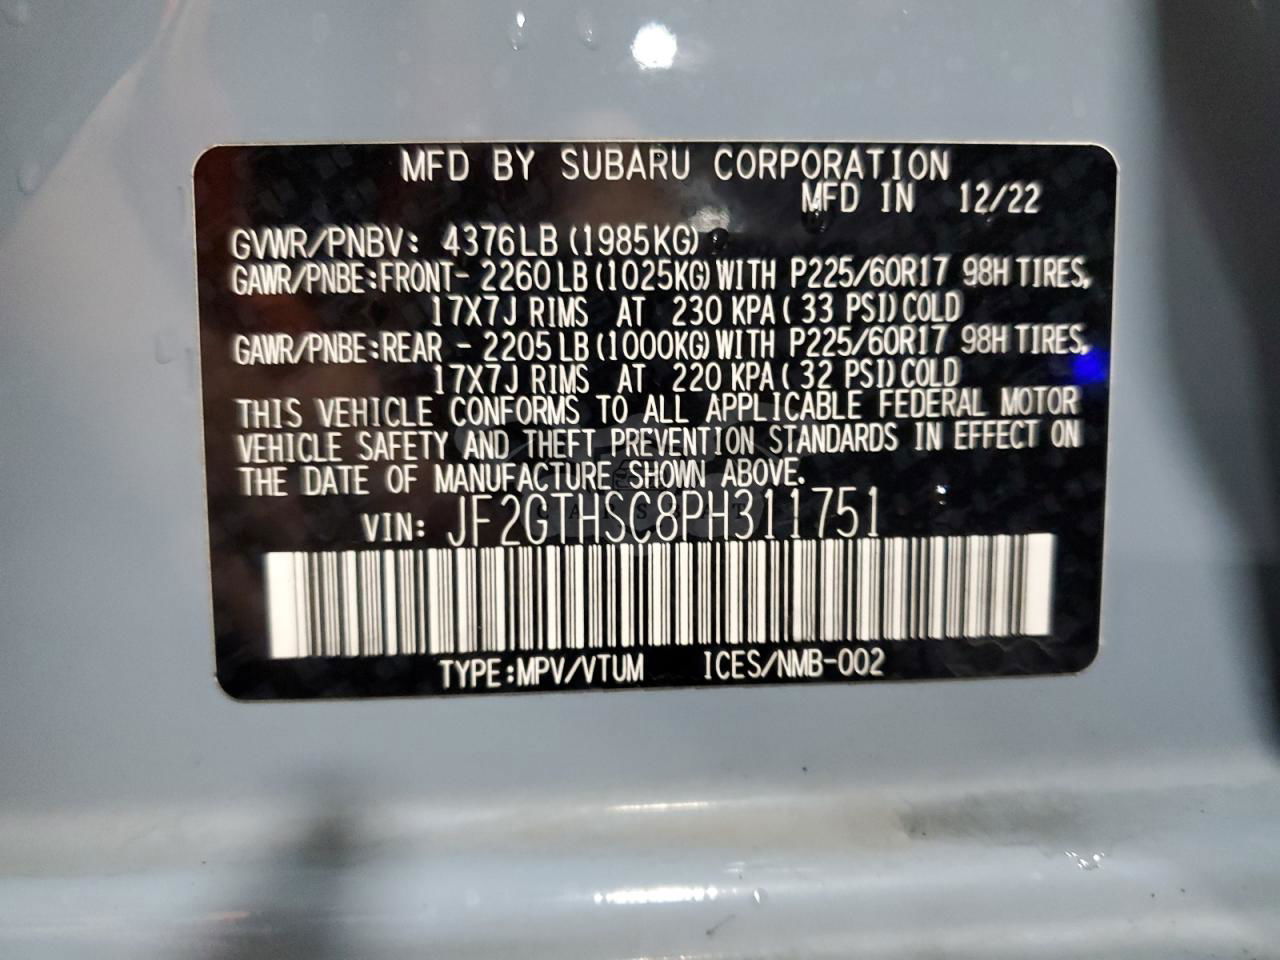 MFD BY SUBARU CORPORATION
MFD IN 12/22
GVWR/PNBV: 4376LB (1985KG)
GAWR/PNBE:FRONT- 2260LB (1025KG) WITH P225/60R17 98H TIRES,
17X7J RIMS AT 230 KPA ( 33 PSI) COLD
GAWR/PNBE:REAR - 2205LB (1000KG) WITH P225/60R17 98H TIRES,
17X7J RIMS AT 220 KPA ( 32 PSI) COLD
THIS VEHICLE CONFORMS TO ALL APPLICABLE FEDERAL MOTOR
VEHICLE SAFETY AND THEFT PREVENTION STANDARDS IN EFFECT ON
THE DATE OF MANUFACTURE SHOWN ABOVE.
VIN: JF2GTHSC8PH311751
TYPE:MPV/VTUM ICES/NMB-002